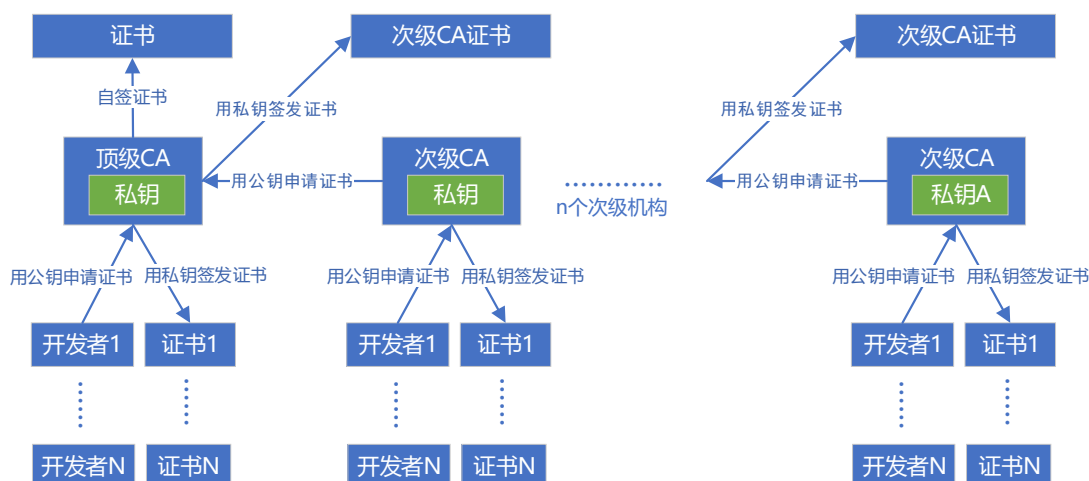 证书
次级CA证书
次级CA证书
自签证书
用私钥签发证书
用私钥签发证书
顶级CA
私钥
用公钥申请证书
次级CA
私钥
............
n个次级机构
用公钥申请证书
次级CA
私钥A
用公钥申请证书
用私钥签发证书
用公钥申请证书
用私钥签发证书
用公钥申请证书
用私钥签发证书
开发者1
证书1
开发者1
证书1
开发者1
证书1
开发者N
证书N
开发者N
证书N
开发者N
证书N